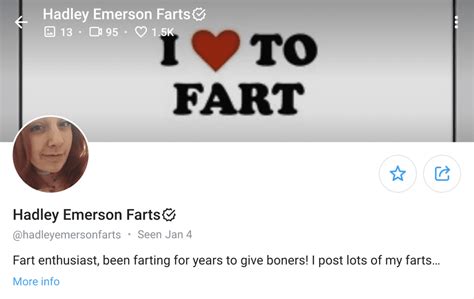 Hadley Emerson Farts
13 • 95 • 1.5K
I ❤ TO
FART
Hadley Emerson Farts
@hadleyemersonfarts • Seen Jan 4
Fart enthusiast, been farting for years to give boners! I post lots of my farts…
More info